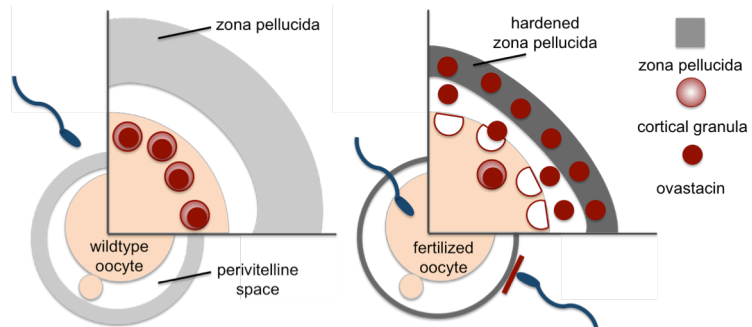 zona pellucida
wildtype
oocyte
perivitelline
space
hardened
zona pellucida
fertilized
oocyte
zona pellucida
cortical granula
ovastacin